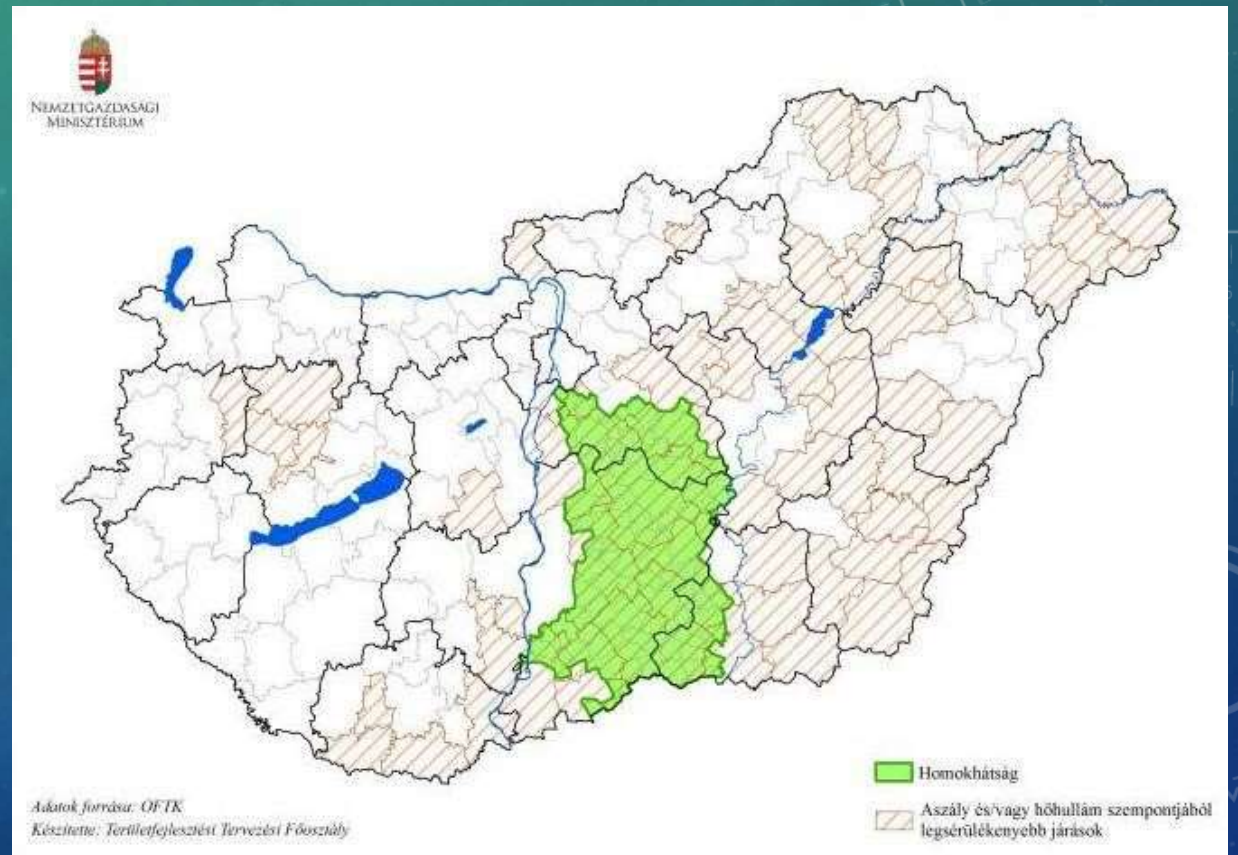 NEMZETGAZDASÁGI
MINISZTÉRIUM
Homokhátság
Aszály és/vagy hőhullám szempontjából
legsérülékenyebb járások
Adatok forrása: OFTK
Készítette: Területfejlesztési Tervezési Főosztály